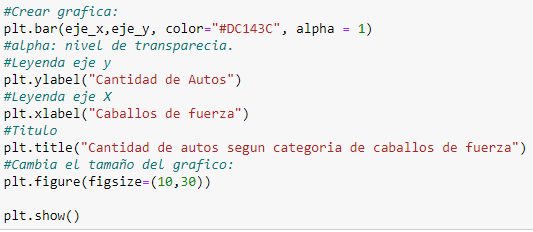 #Crear grafica:
plt.bar(eje_x,eje_y, color="#DC143C", alpha = 1)
#alpha: nivel de transparecia.
#Leyenda eje y
plt.ylabel("Cantidad de Autos")
#Leyenda eje X
plt.xlabel("Caballos de fuerza")
#Titulo
plt.title("Cantidad de autos segun categoria de caballos de fuerza")
#Cambia el tamaño del grafico:
plt.figure(figsize=(10,30))
plt.show()